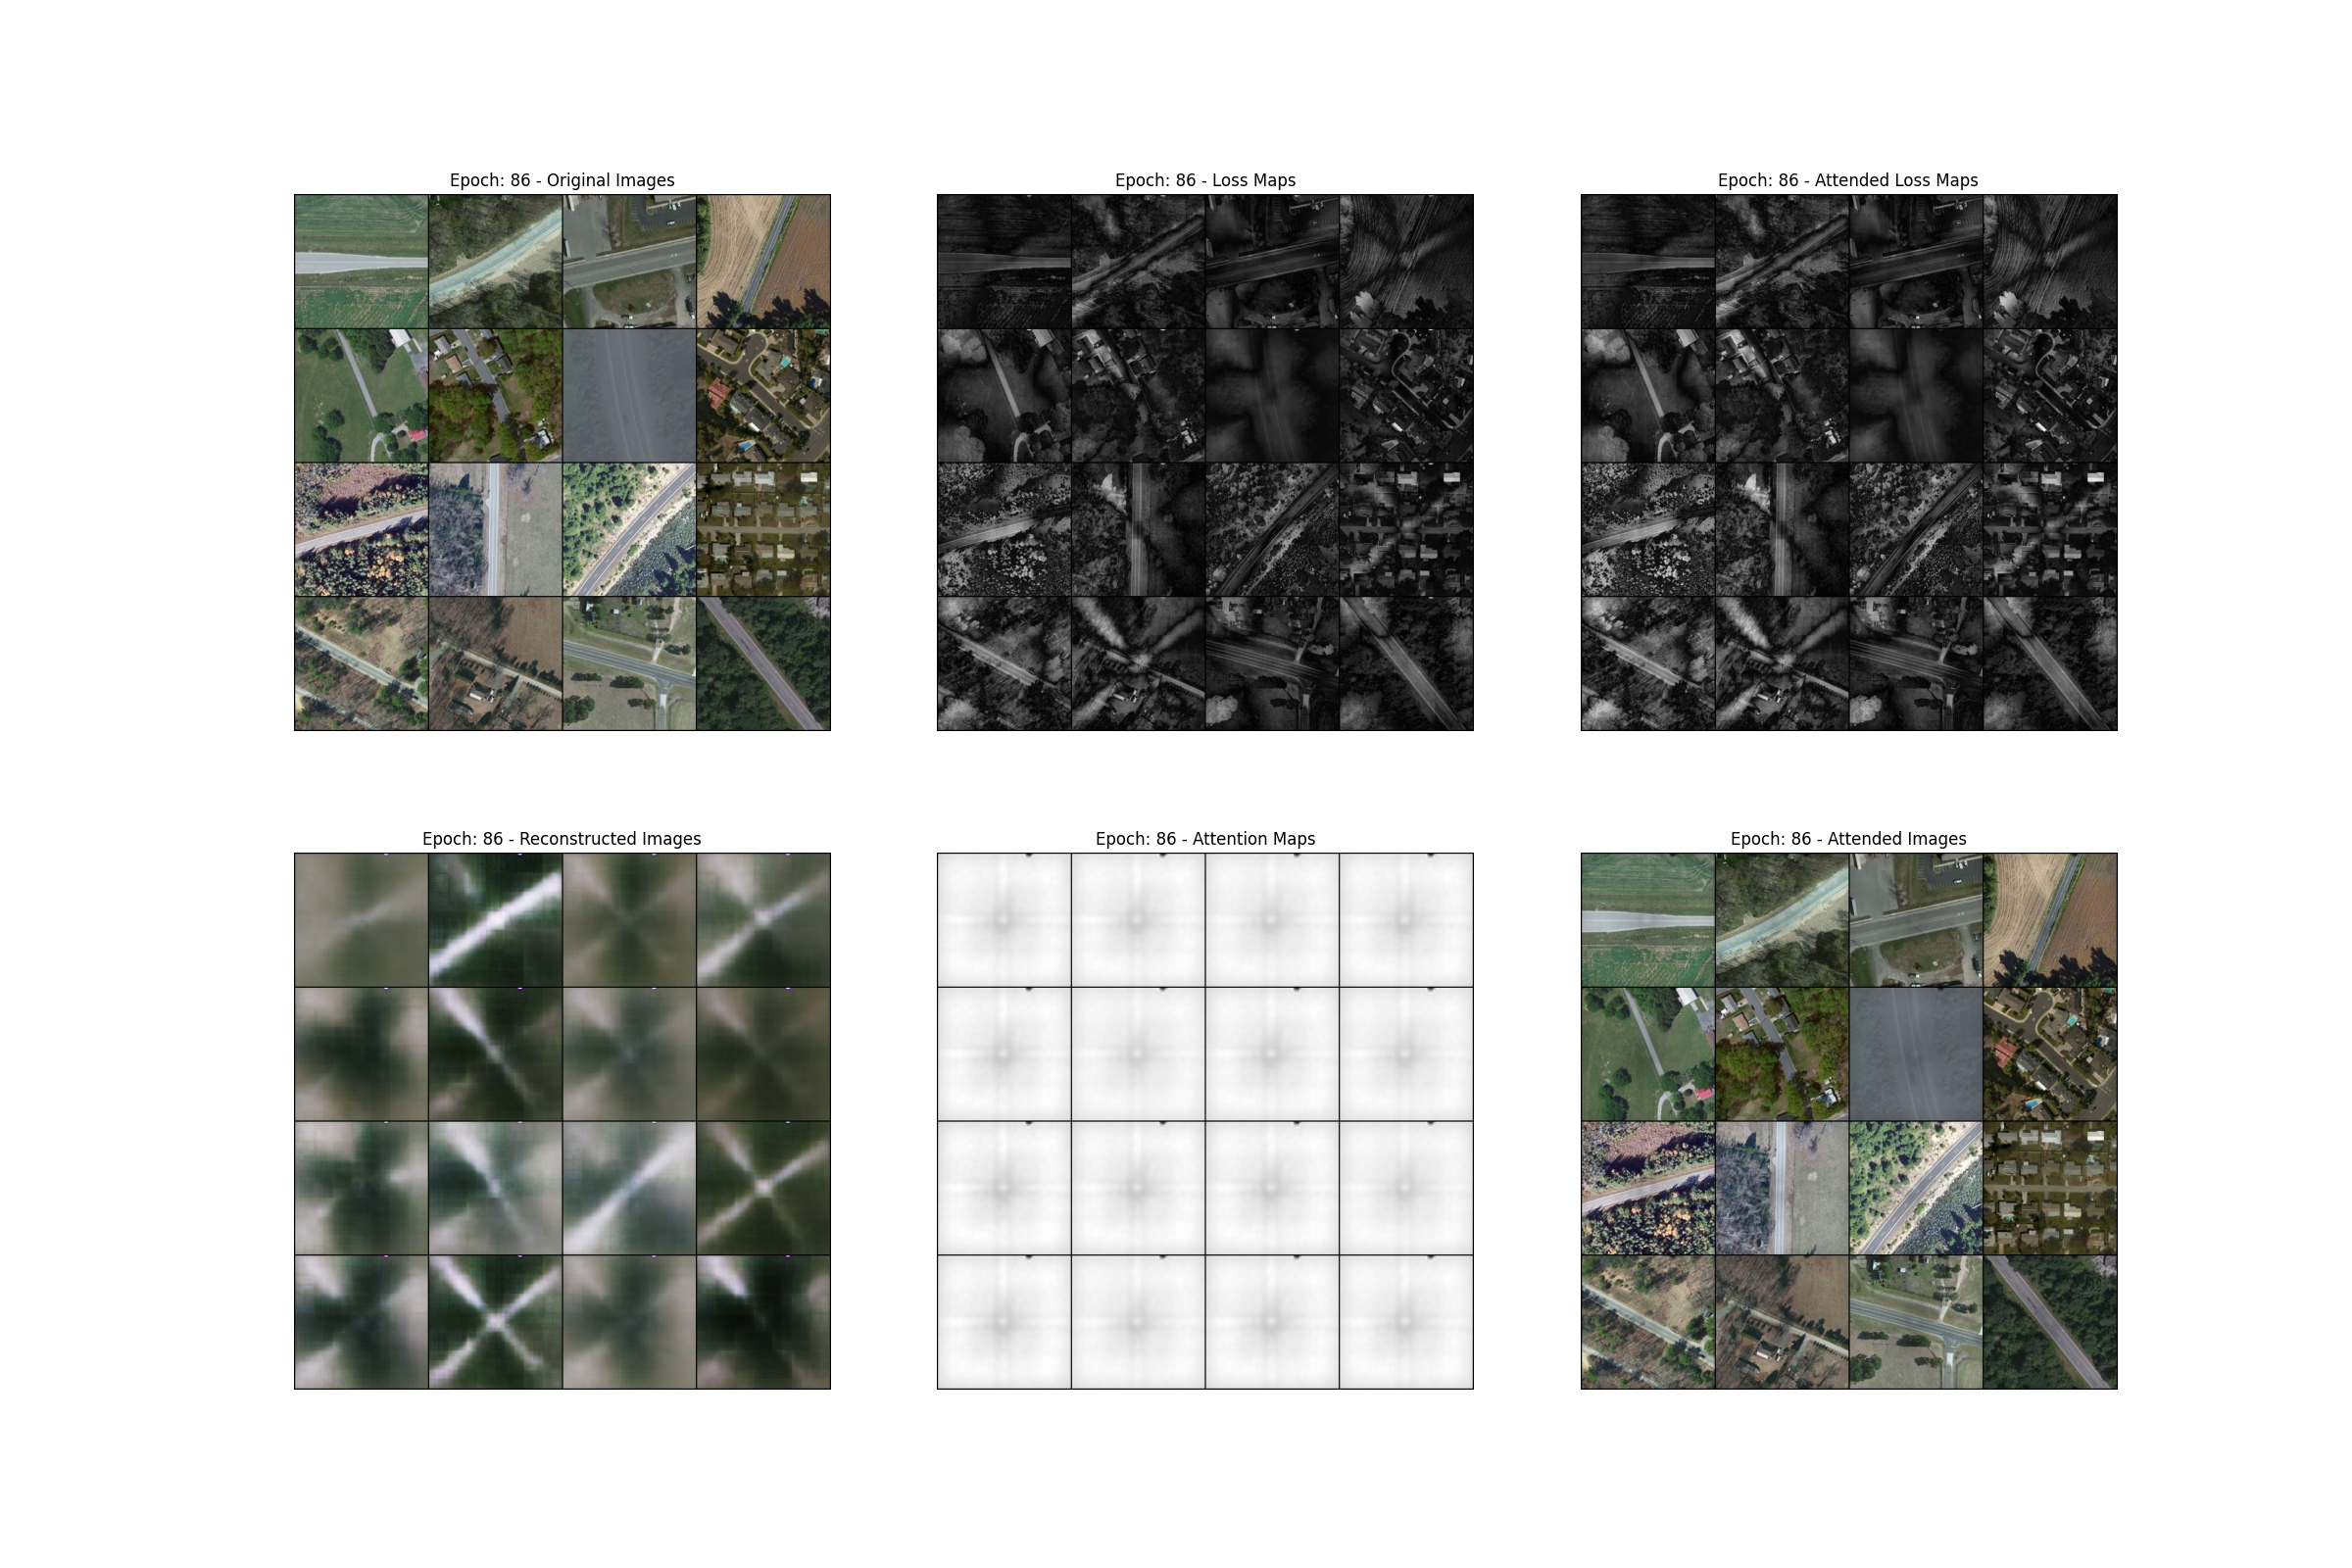 Epoch: 86 - Original Images
Epoch: 86 - Loss Maps
Epoch: 86 - Attended Loss Maps
Epoch: 86 - Reconstructed Images
Epoch: 86 - Attention Maps
Epoch: 86 - Attended Images